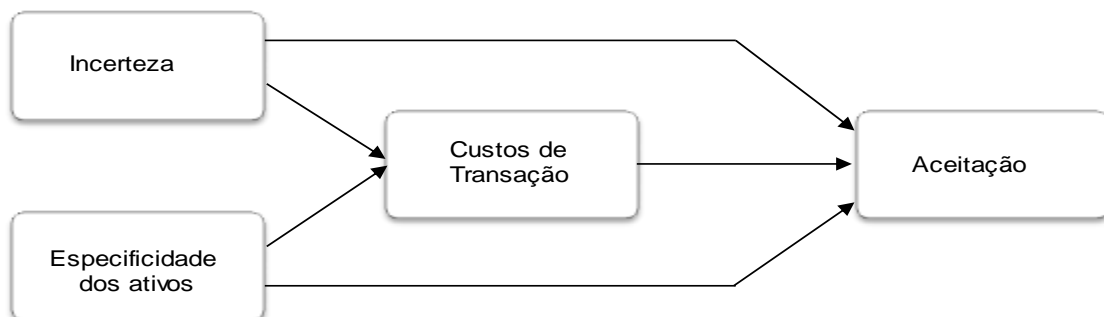 Incerteza
Custos de
Transação
Aceitação
Especificidade
dos ativos